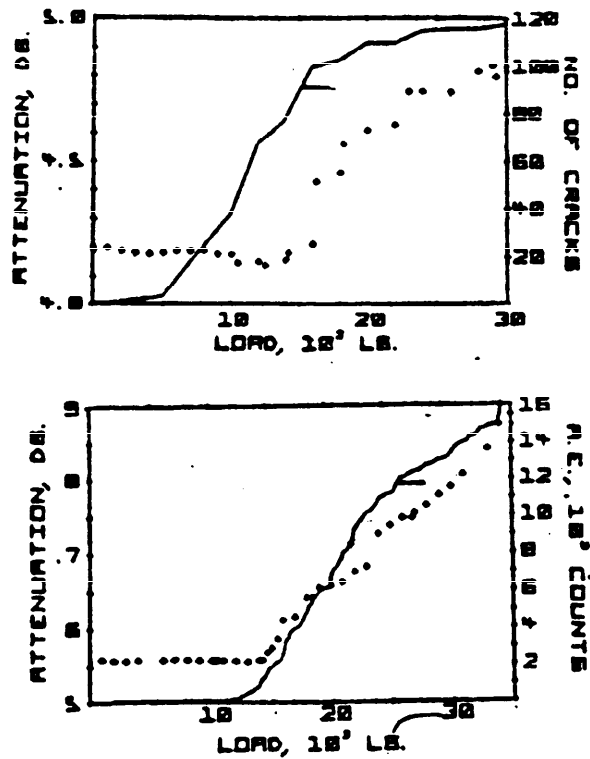 5.0
4.5
4.0
ATTENUATION, DB.
120
100
80
60
40
20
NO. OF CRACKS
10 20 30
LOAD, 10³ LB.
9
8
7
6
5
ATTENUATION, DB.
16
14
12
10
8
6
4
2
A.E., 10³ COUNTS
10 20 30
LOAD, 10³ LB.